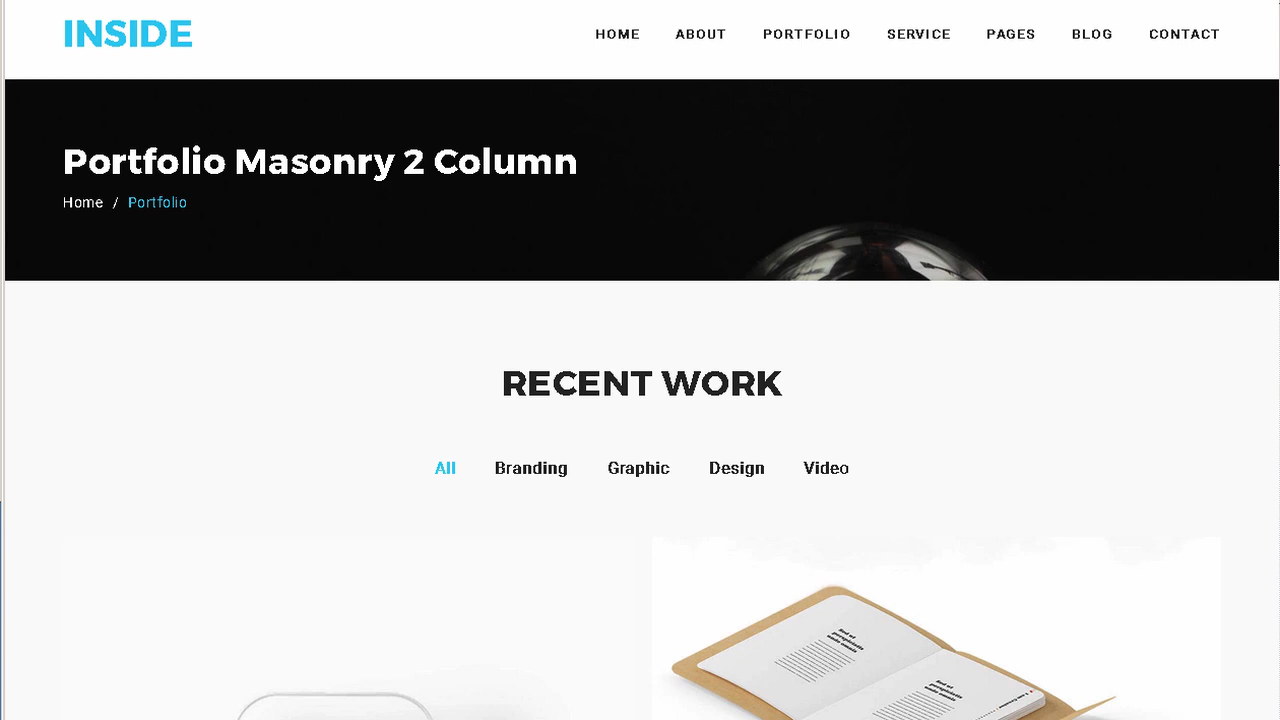 INSIDE
HOME ABOUT PORTFOLIO SERVICE PAGES BLOG CONTACT
Portfolio Masonry 2 Column
Home / Portfolio
RECENT WORK
All Branding Graphic Design Video